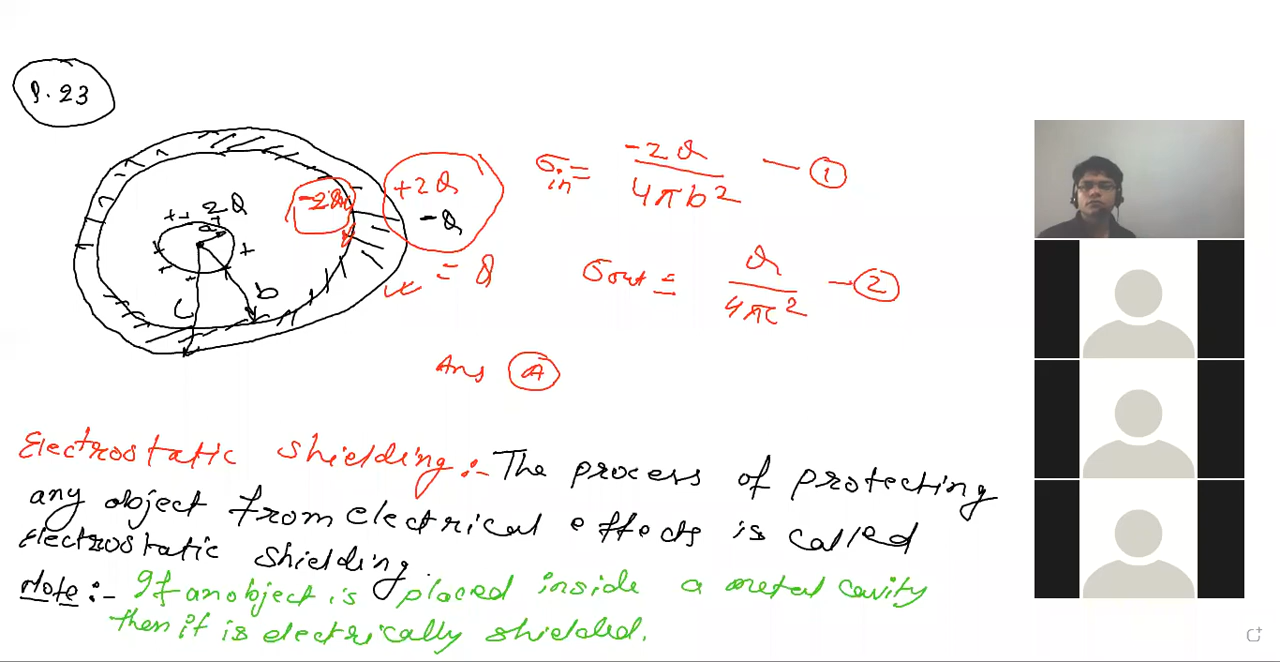 Q.23
2Q
a
b
c
-2Q
+2Q
-Q
= Q
σin = -2Q / 4πb² — ①
σout = Q / 4πc² — ②
Ans (A)
Electrostatic shielding:- The process of protecting
any object from electrical effects is called
Electrostatic shielding.
Note:- If an object is placed inside a metal cavity
then it is electrically shielded.